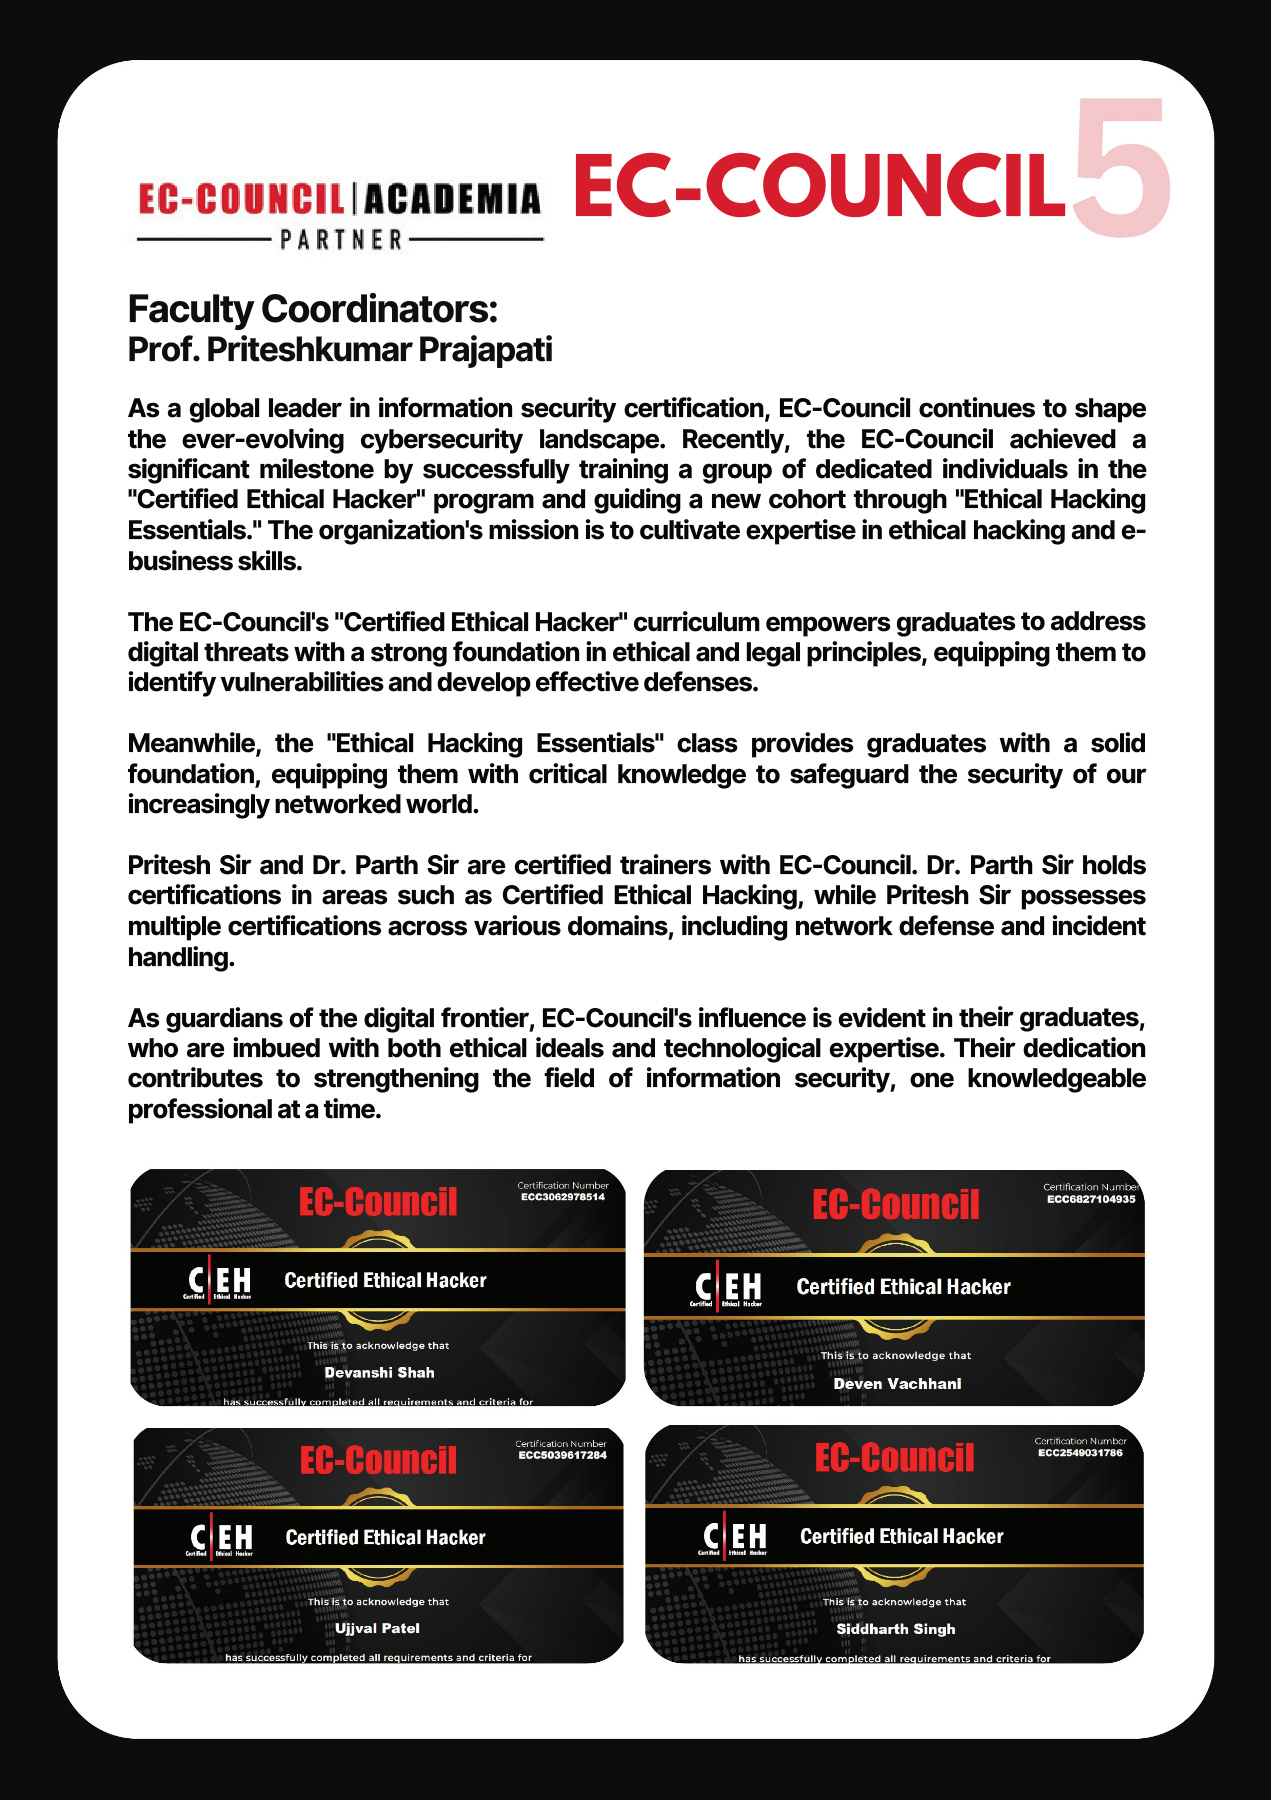 EC-COUNCIL|ACADEMIA
PARTNER
EC-COUNCIL
5
Faculty Coordinators:
Prof. Priteshkumar Prajapati
As a global leader in information security certification, EC-Council continues to shape
the ever-evolving cybersecurity landscape. Recently, the EC-Council achieved a
significant milestone by successfully training a group of dedicated individuals in the
"Certified Ethical Hacker" program and guiding a new cohort through "Ethical Hacking
Essentials." The organization's mission is to cultivate expertise in ethical hacking and e-
business skills.
The EC-Council's "Certified Ethical Hacker" curriculum empowers graduates to address
digital threats with a strong foundation in ethical and legal principles, equipping them to
identify vulnerabilities and develop effective defenses.
Meanwhile, the "Ethical Hacking Essentials" class provides graduates with a solid
foundation, equipping them with critical knowledge to safeguard the security of our
increasingly networked world.
Pritesh Sir and Dr. Parth Sir are certified trainers with EC-Council. Dr. Parth Sir holds
certifications in areas such as Certified Ethical Hacking, while Pritesh Sir possesses
multiple certifications across various domains, including network defense and incident
handling.
As guardians of the digital frontier, EC-Council's influence is evident in their graduates,
who are imbued with both ethical ideals and technological expertise. Their dedication
contributes to strengthening the field of information security, one knowledgeable
professional at a time.
Certification Number
ECC3062978514
EC-Council
C|EH
Certified Ethical Hacker
Certified Ethical Hacker
This is to acknowledge that
Devanshi Shah
has successfully completed all requirements and criteria for
Certification Number
ECC6827104935
EC-Council
C|EH
Certified Ethical Hacker
Certified Ethical Hacker
This is to acknowledge that
Deven Vachhani
Certification Number
ECC5039617284
EC-Council
C|EH
Certified Ethical Hacker
Certified Ethical Hacker
This is to acknowledge that
Ujjval Patel
has successfully completed all requirements and criteria for
Certification Number
ECC2549031786
EC-Council
C|EH
Certified Ethical Hacker
Certified Ethical Hacker
This is to acknowledge that
Siddharth Singh
has successfully completed all requirements and criteria for